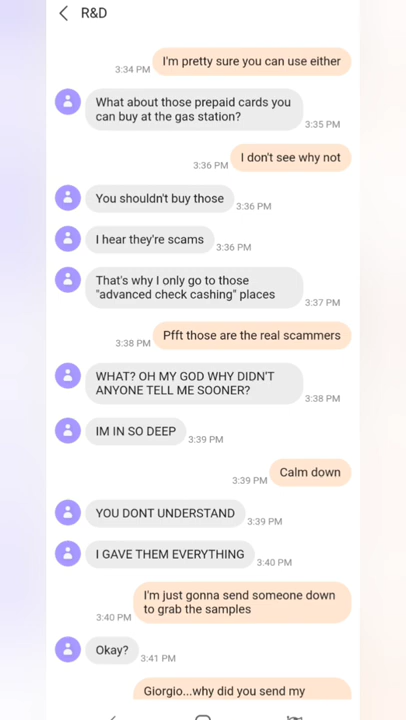 R&D
I'm pretty sure you can use either
3:34 PM
What about those prepaid cards you
can buy at the gas station?
3:35 PM
I don't see why not
3:36 PM
You shouldn't buy those
3:36 PM
I hear they're scams
3:36 PM
That's why I only go to those
"advanced check cashing" places
3:37 PM
Pfft those are the real scammers
3:38 PM
WHAT? OH MY GOD WHY DIDN'T
ANYONE TELL ME SOONER?
3:38 PM
IM IN SO DEEP
3:39 PM
Calm down
3:39 PM
YOU DONT UNDERSTAND
3:39 PM
I GAVE THEM EVERYTHING
3:40 PM
I'm just gonna send someone down
to grab the samples
3:40 PM
Okay?
3:41 PM
Giorgio...why did you send my